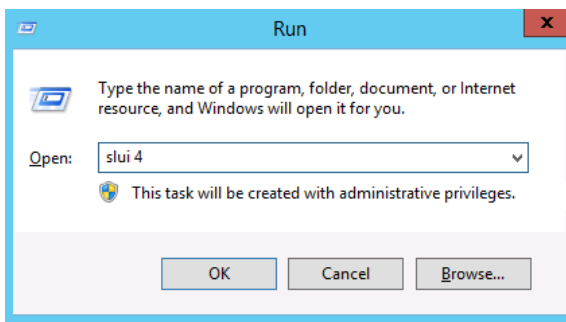 Run
x
Type the name of a program, folder, document, or Internet
resource, and Windows will open it for you.
Open:
slui 4
This task will be created with administrative privileges.
OK
Cancel
Browse...